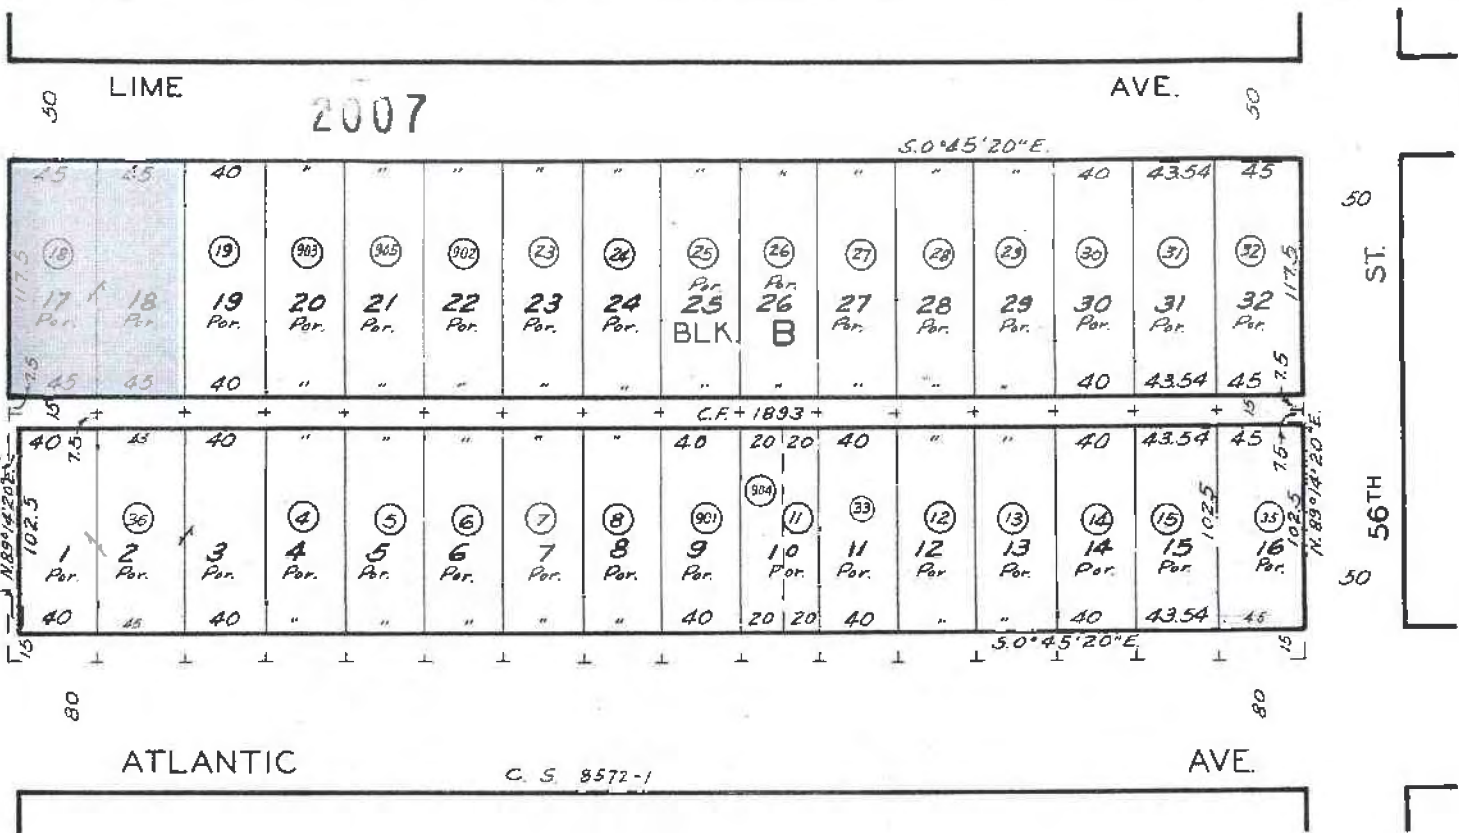 LIME AVE.
50 50
2007
S.0°45'20"E.
45 45 40 " " " " " " " " " " 40 43.54 45
50
18 19 903 905 902 23 24 25 26 27 28 29 30 31 32
117.5 117.5
ST.
Por. Por.
17 18 19 20 21 22 23 24 25 26 27 28 29 30 31 32
Por. Por. Por. Por. Por. Por. Por. Por. Por. Por. Por. Por. Por. Por.
BLK. B
7.5 7.5
45 45 40 " " " " " " " " " " 40 43.54 45
15 C.F. 1893 15
40 7.5 45 40 " " " " " 40 20 20 40 " " 40 43.54 45 7.5
N.89°14'20"E.
904
102.5 102.5 102.5
36 4 5 6 7 8 901 11 33 12 13 14 15 35
56TH
1 2 3 4 5 6 7 8 9 10 11 12 13 14 15 16
Por. Por. Por. Por. Por. Por. Por. Por. Por. Por. Por. Por. Por. Por. Por. Por.
50
40 45 40 " " " " " 40 20 20 40 " " 40 43.54 45
15 S.0°45'20"E. 15
80 80
ATLANTIC AVE.
C. S. 8572-1